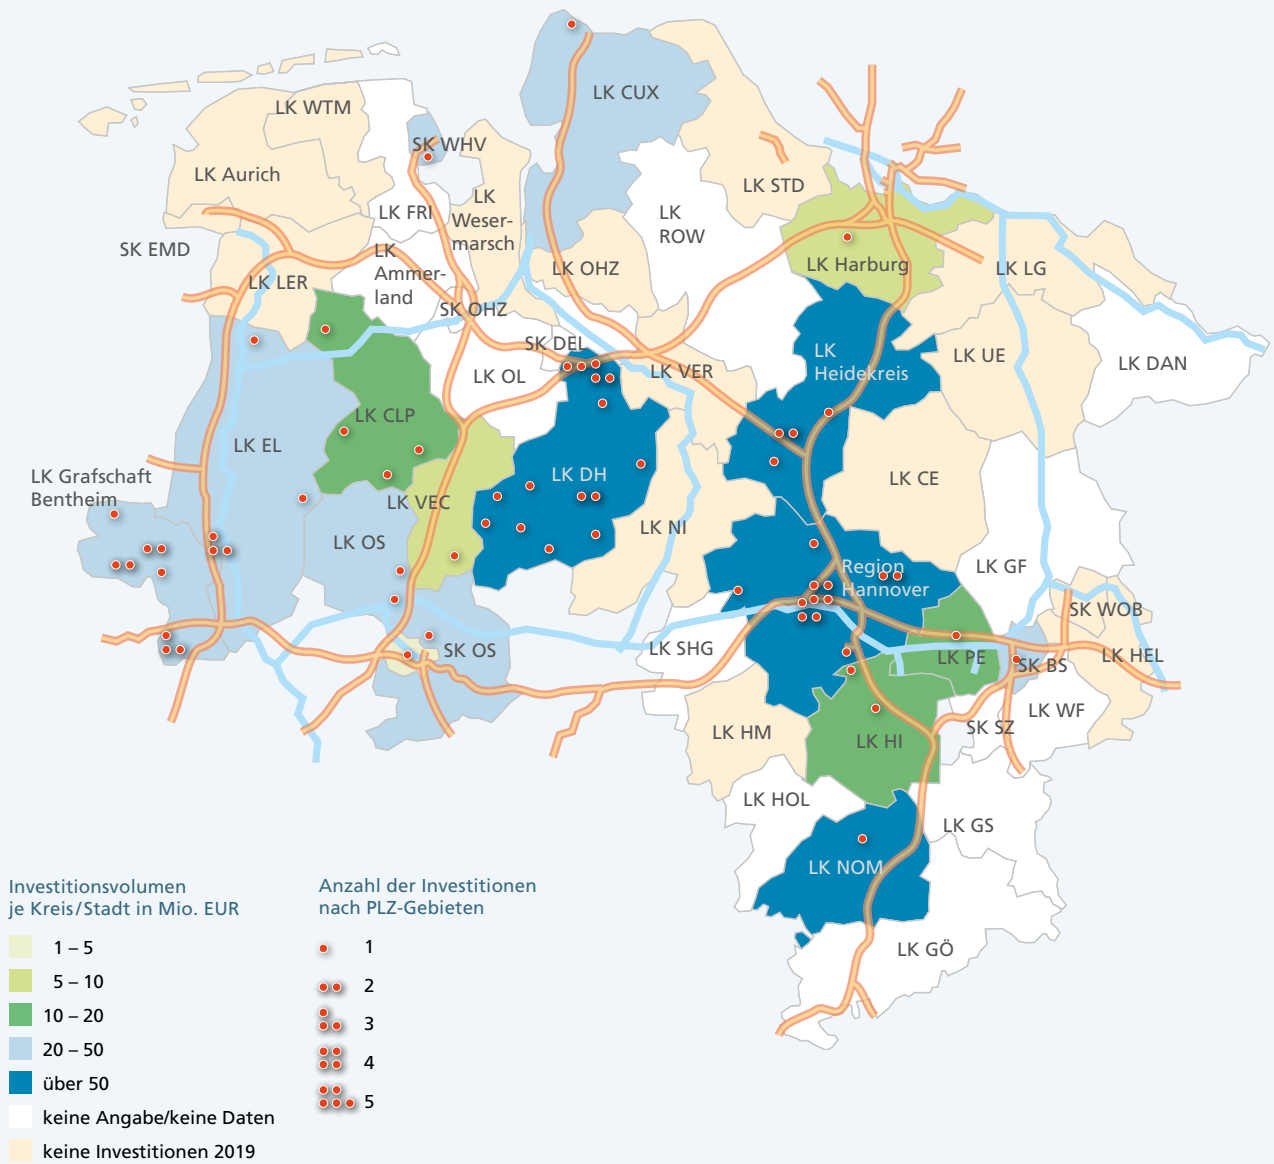 LK CUX
LK WTM
SK WHV
LK Aurich
LK STD
LK
Weser-
marsch
LK FRI
LK
ROW
SK EMD
LK
Ammer-
land
LK OHZ
LK Harburg
LK LG
LK LER
SK OHZ
SK DEL
LK
Heidekreis
LK UE
LK DAN
LK VER
LK OL
LK CLP
LK EL
LK Grafschaft
Bentheim
LK DH
LK CE
LK VEC
LK NI
LK OS
Region
Hannover
LK GF
SK WOB
SK OS
LK SHG
LK PE
SK BS
LK HEL
LK HM
LK HI
SK SZ
LK WF
LK HOL
LK GS
LK NOM
LK GÖ
Investitionsvolumen
je Kreis/Stadt in Mio. EUR
1 – 5
5 – 10
10 – 20
20 – 50
über 50
keine Angabe/keine Daten
keine Investitionen 2019
Anzahl der Investitionen
nach PLZ-Gebieten
1
2
3
4
5